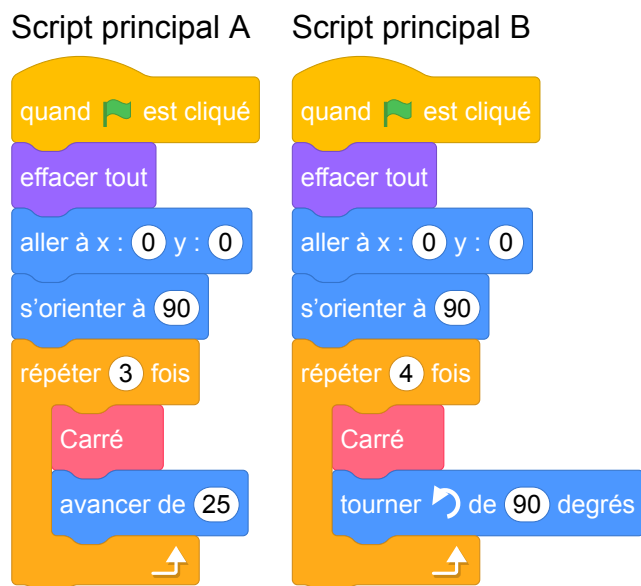 Script principal A
quand est cliqué
effacer tout
aller à x : 0 y : 0
s’orienter à 90
répéter 3 fois
Carré
avancer de 25
Script principal B
quand est cliqué
effacer tout
aller à x : 0 y : 0
s’orienter à 90
répéter 4 fois
Carré
tourner de 90 degrés